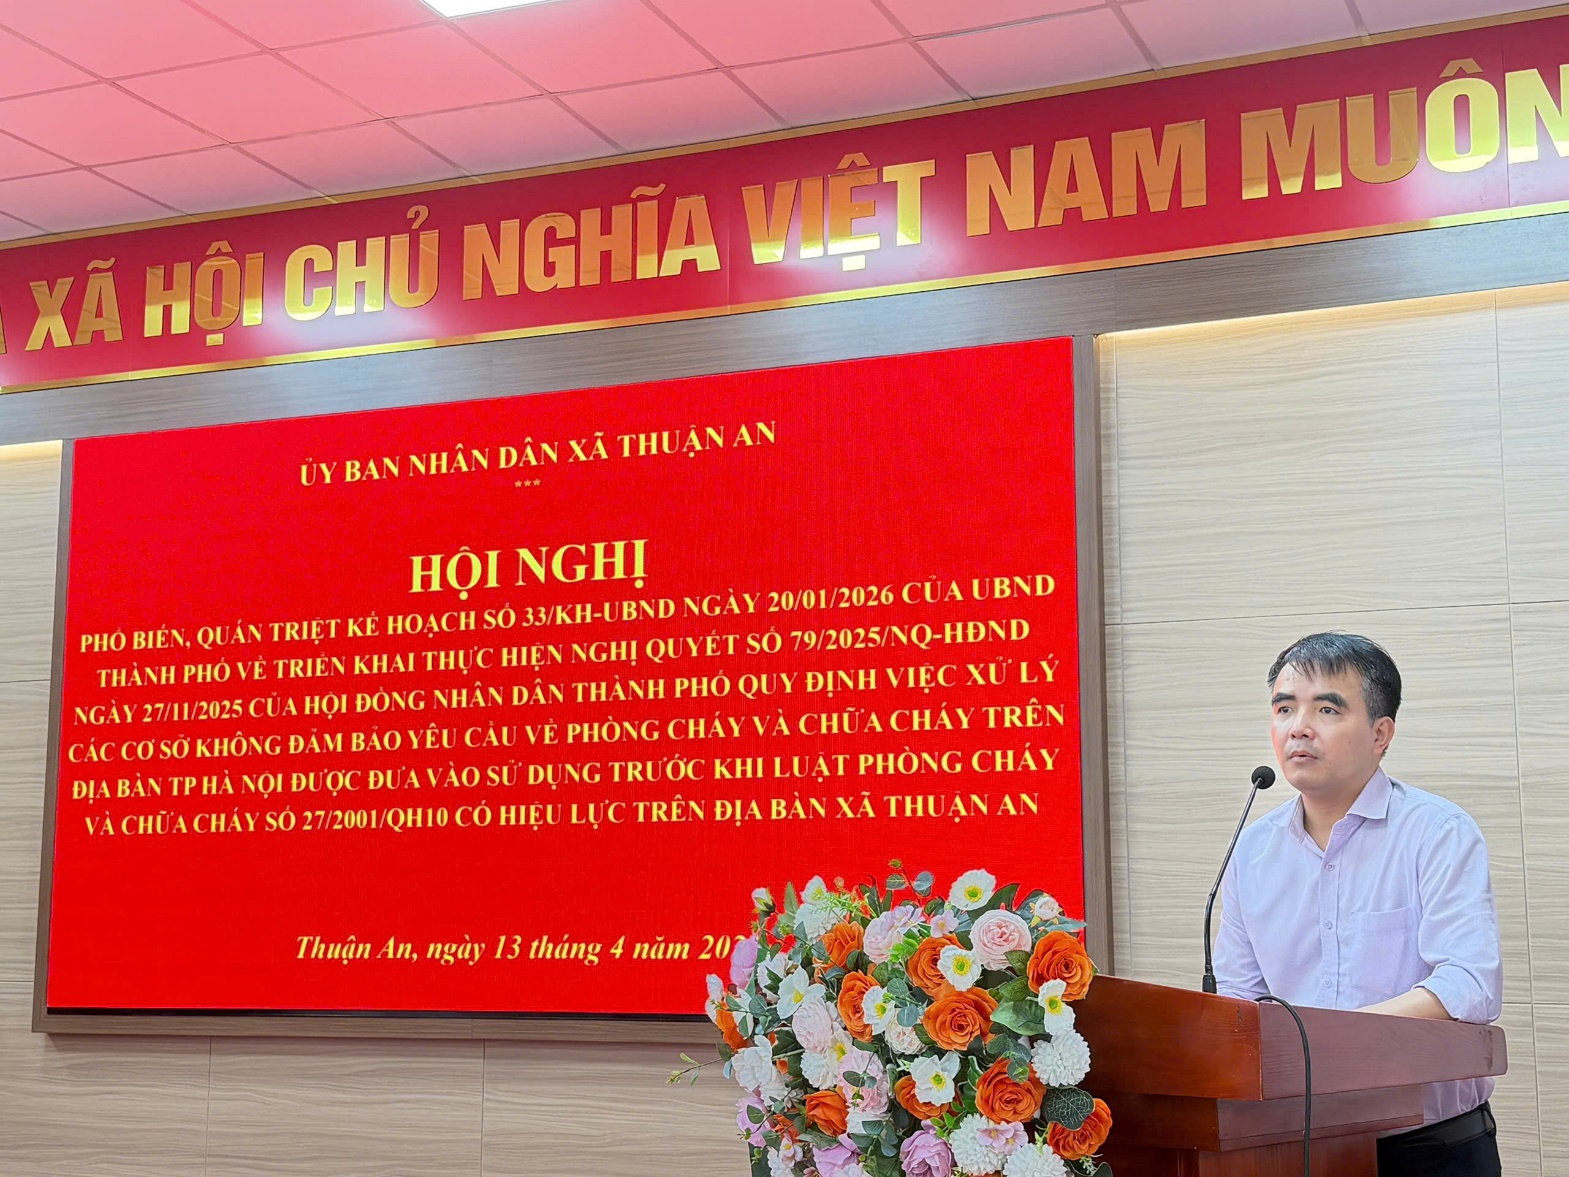 XÃ HỘI CHỦ NGHĨA VIỆT NAM MUÔN
ỦY BAN NHÂN DÂN XÃ THUẬN AN
***
HỘI NGHỊ
PHỔ BIẾN, QUÁN TRIỆT KẾ HOẠCH SỐ 33/KH-UBND NGÀY 20/01/2026 CỦA UBND
THÀNH PHỐ VỀ TRIỂN KHAI THỰC HIỆN NGHỊ QUYẾT SỐ 79/2025/NQ-HĐND
NGÀY 27/11/2025 CỦA HỘI ĐỒNG NHÂN DÂN THÀNH PHỐ QUY ĐỊNH VIỆC XỬ LÝ
CÁC CƠ SỞ KHÔNG ĐẢM BẢO YÊU CẦU VỀ PHÒNG CHÁY VÀ CHỮA CHÁY TRÊN
ĐỊA BÀN TP HÀ NỘI ĐƯỢC ĐƯA VÀO SỬ DỤNG TRƯỚC KHI LUẬT PHÒNG CHÁY
VÀ CHỮA CHÁY SỐ 27/2001/QH10 CÓ HIỆU LỰC TRÊN ĐỊA BÀN XÃ THUẬN AN
Thuận An, ngày 13 tháng 4 năm 202